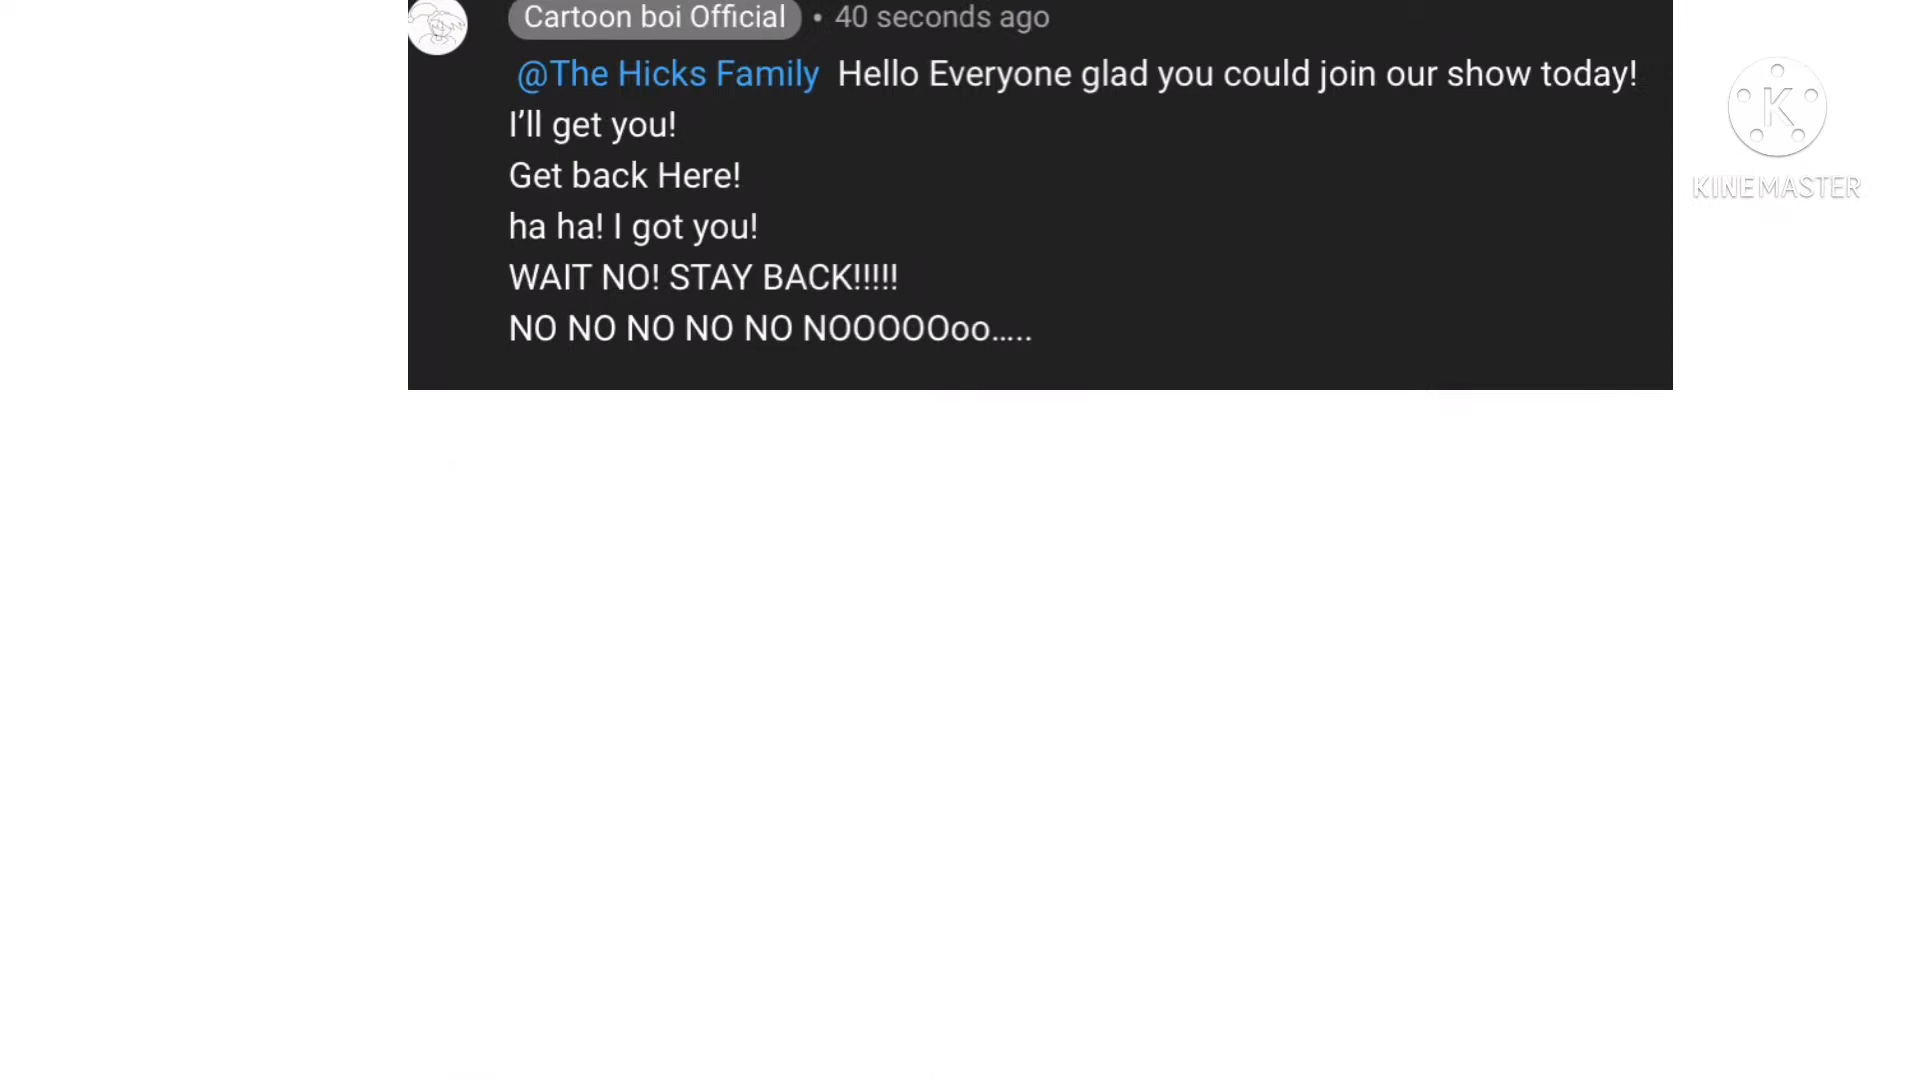 Cartoon boi Official • 40 seconds ago
@The Hicks Family Hello Everyone glad you could join our show today!
I’ll get you!
Get back Here!
ha ha! I got you!
WAIT NO! STAY BACK!!!!!
NO NO NO NO NO NOOOOOoo…..
K
KINEMASTER